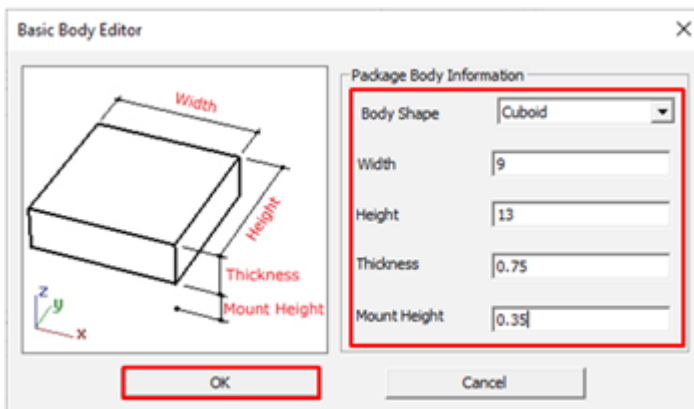 Basic Body Editor
Width
Height
Thickness
Mount Height
z
y
x
Package Body Information
Body Shape Cuboid
Width 9
Height 13
Thickness 0.75
Mount Height 0.35
OK Cancel